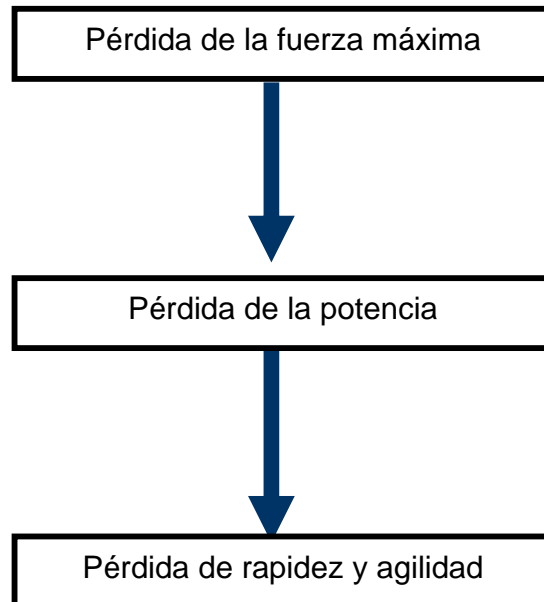 Pérdida de la fuerza máxima
Pérdida de la potencia
Pérdida de rapidez y agilidad